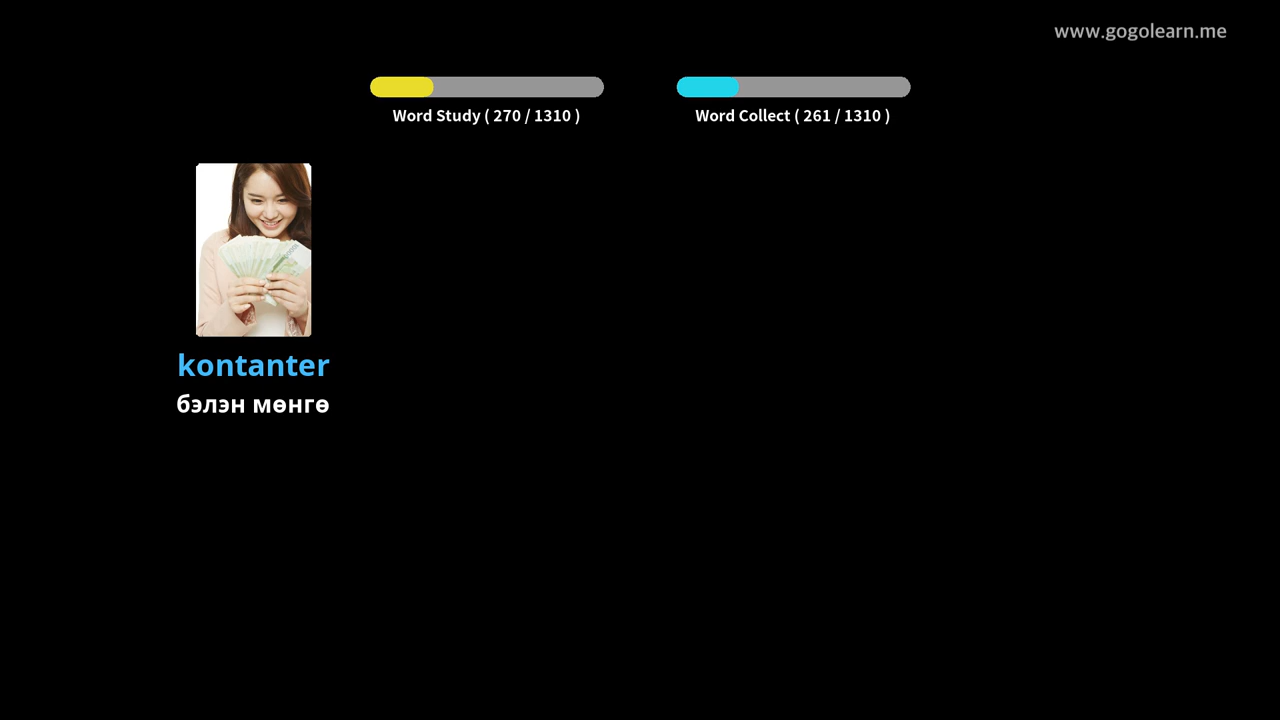 www.gogolearn.me
Word Study ( 270 / 1310 )
Word Collect ( 261 / 1310 )
kontanter
бэлэн мөнгө